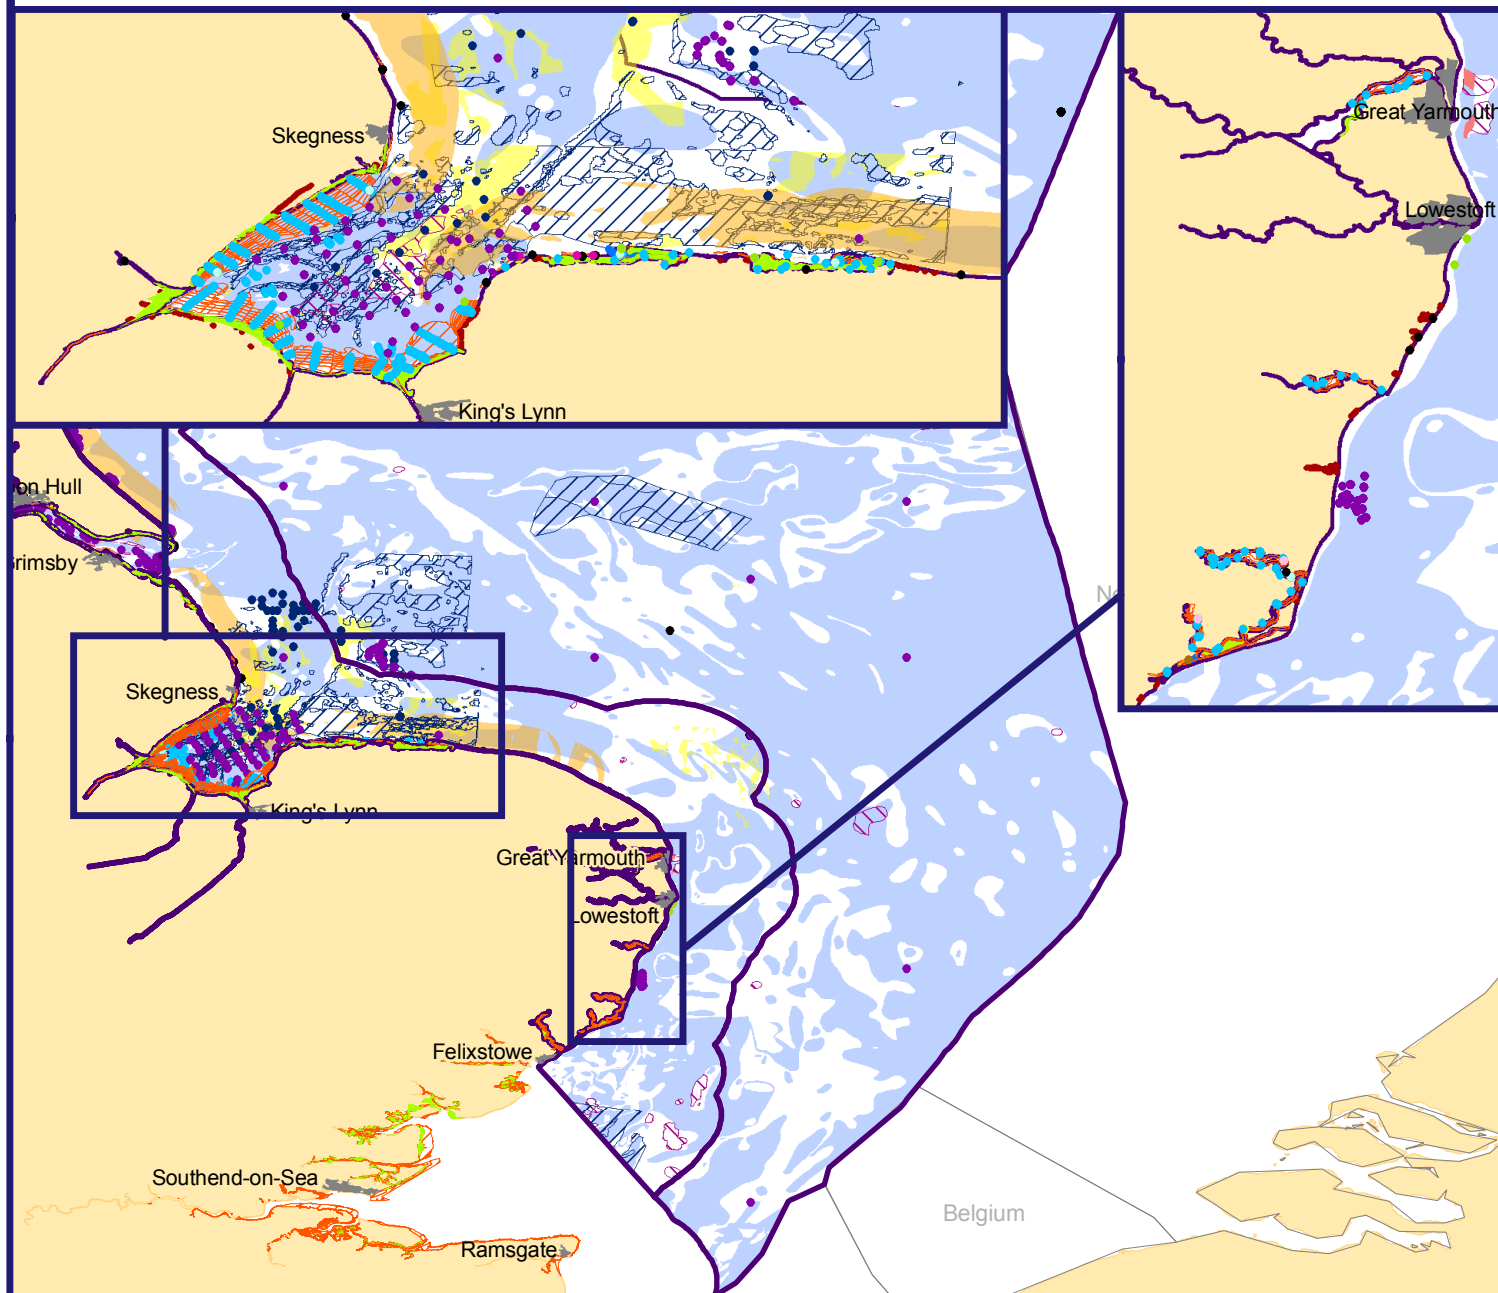 Skegness
King's Lynn
Great Yarmouth
Lowestoft
on Hull
rimsby
Skegness
King's Lynn
Great Yarmouth
Lowestoft
Felixstowe
Southend-on-Sea
Ramsgate
Belgium